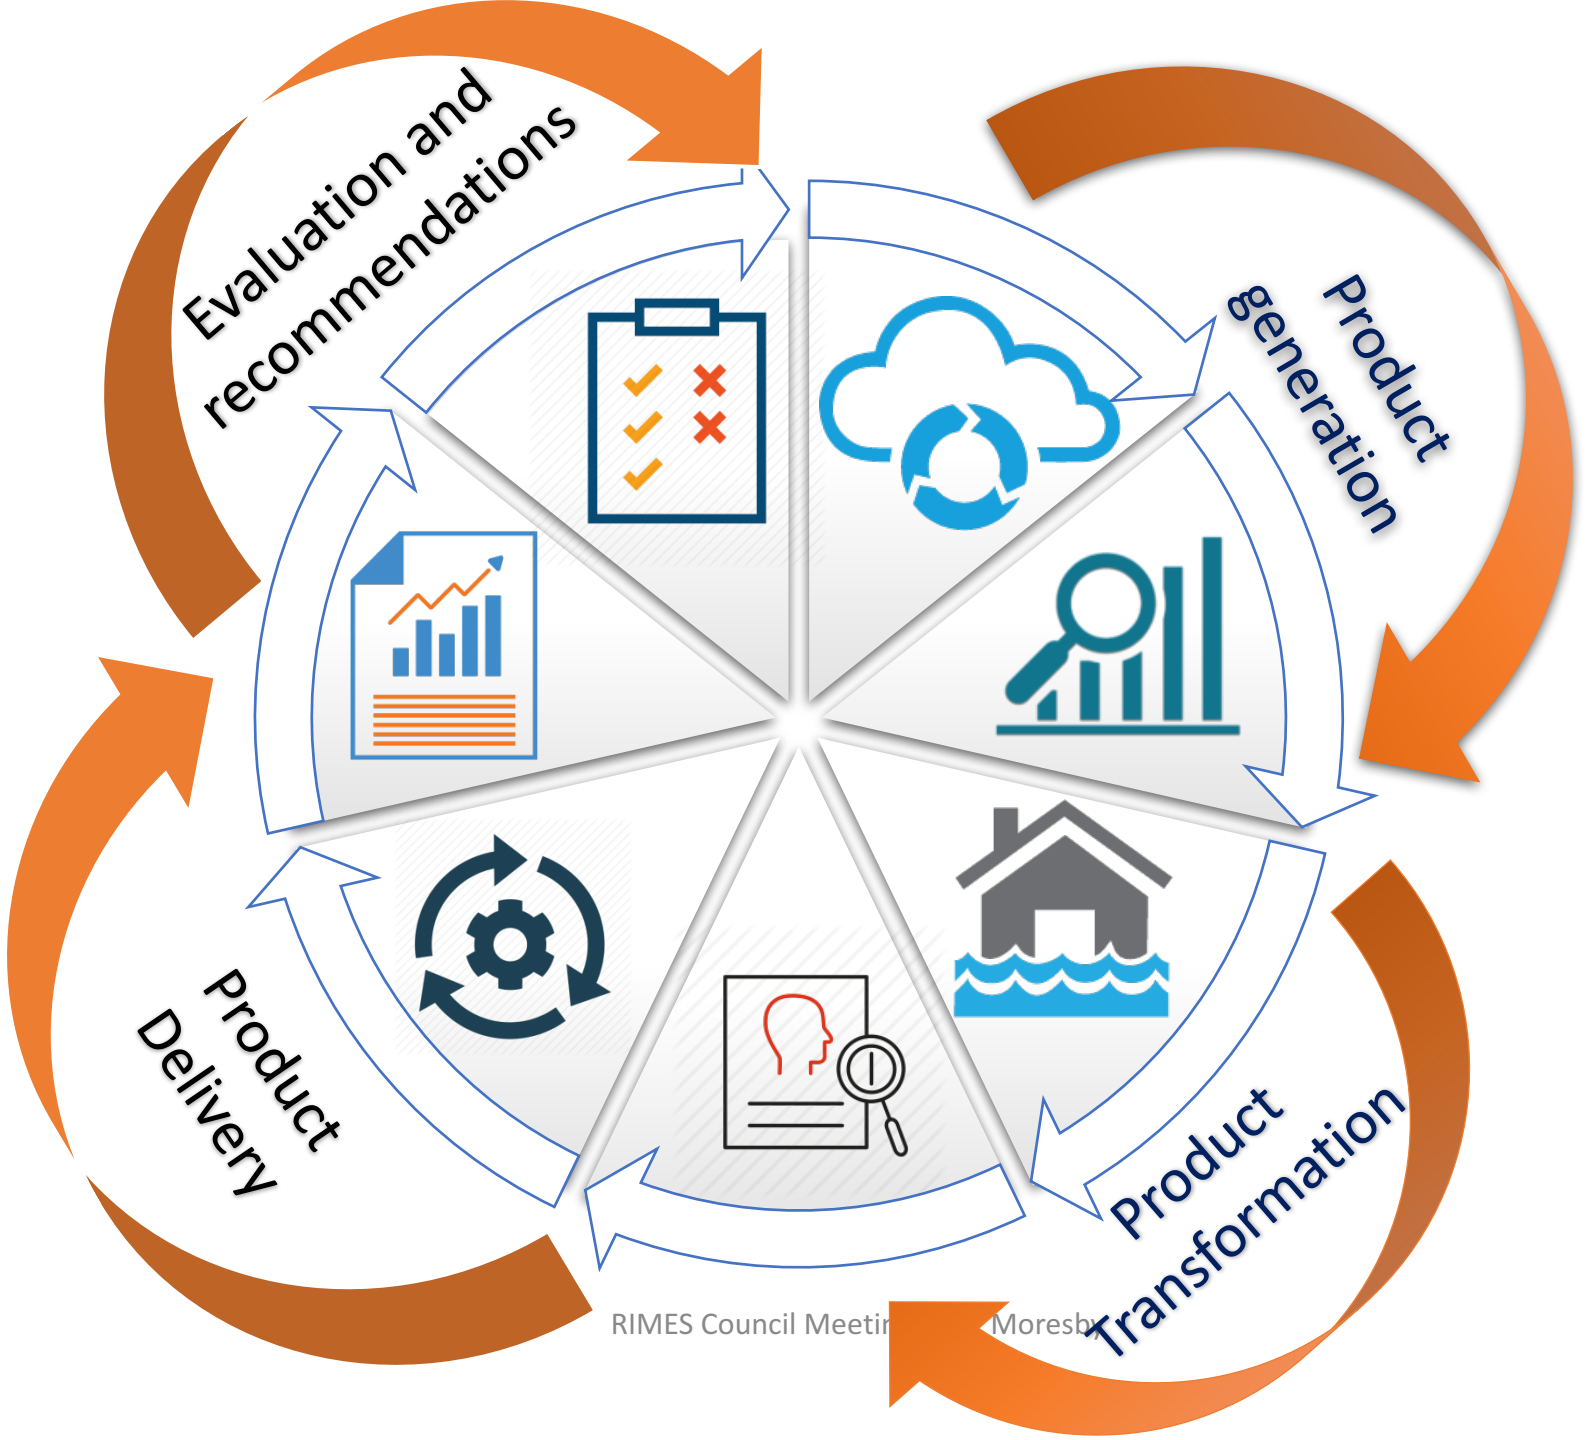 Evaluation and
recommendations
Product
generation
Product
Delivery
Product
Transformation
RIMES Council Meetin
Moresby